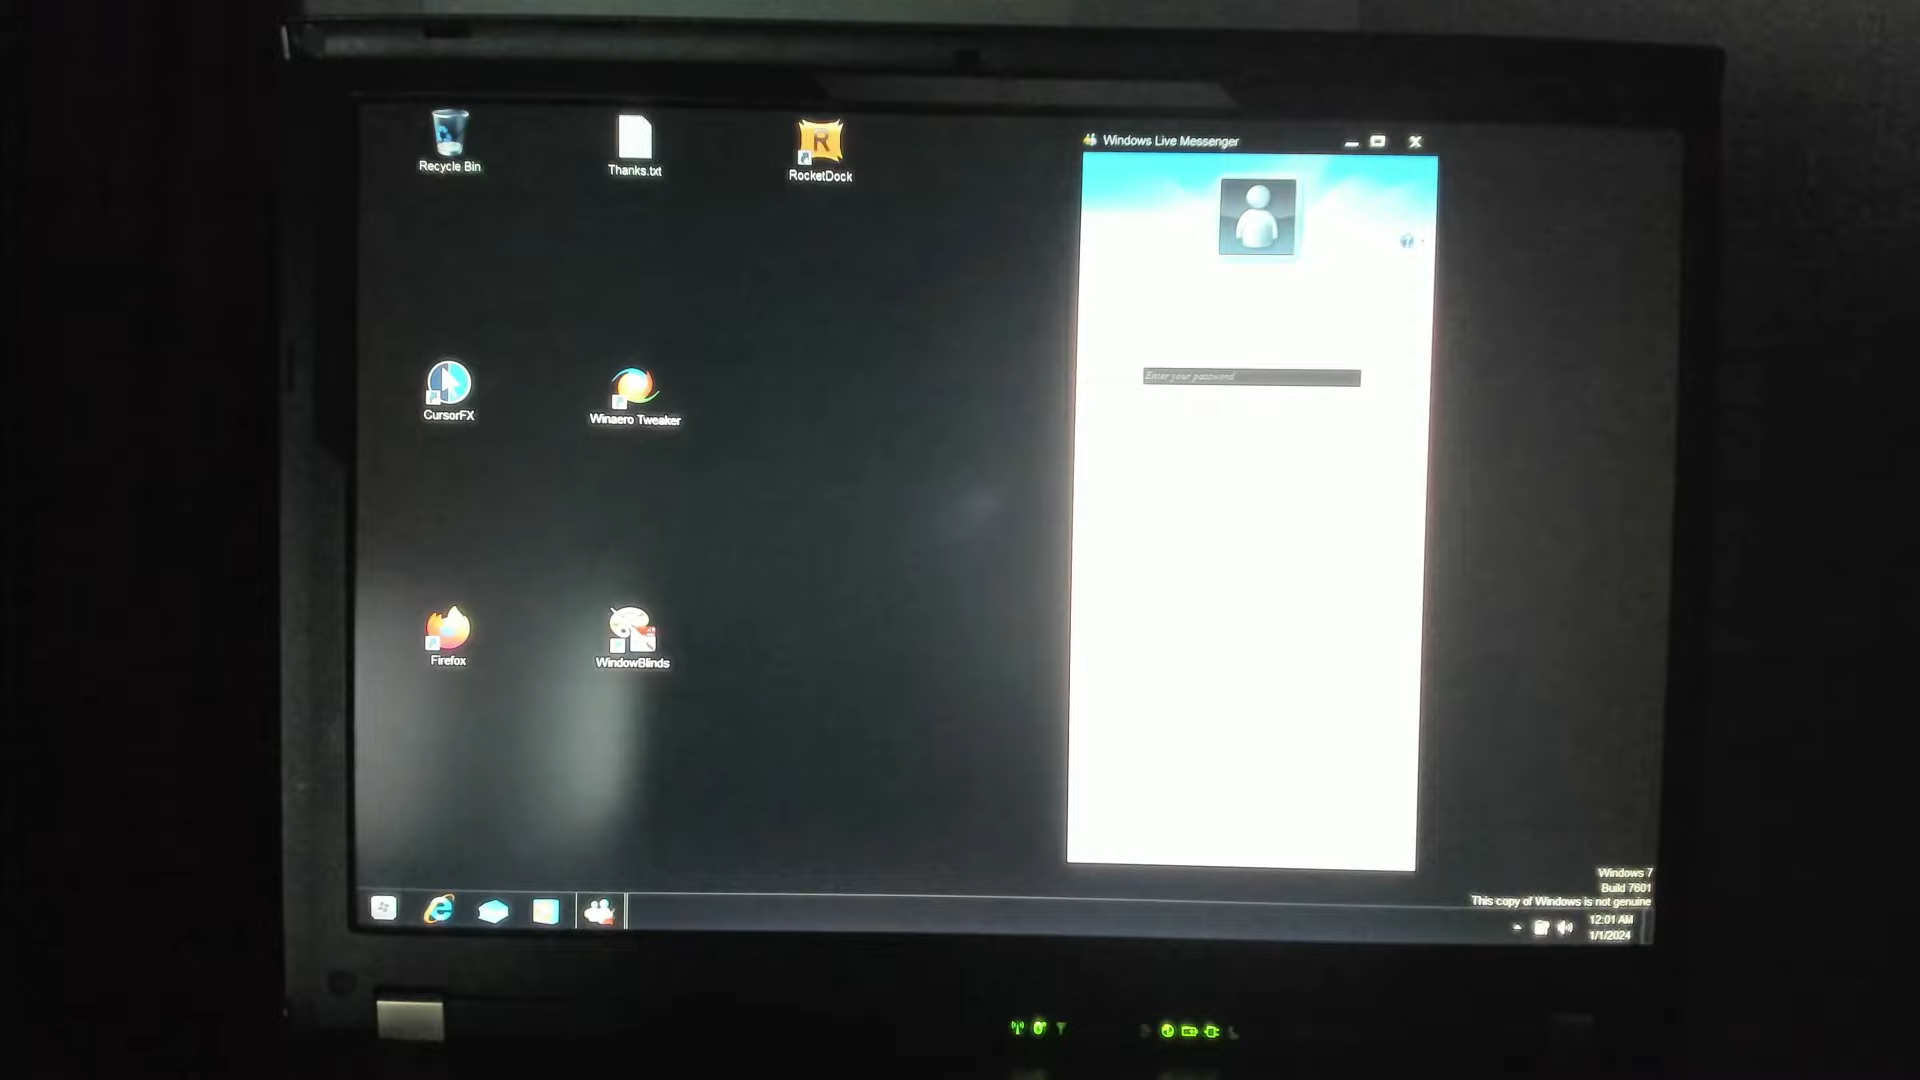 Recycle Bin
Thanks.txt
R
RocketDock
Windows Live Messenger
CursorFX
Winaero Tweaker
Enter your password
Firefox
WindowBlinds
Windows 7
Build 7601
This copy of Windows is not genuine
12:01 AM
1/1/2024